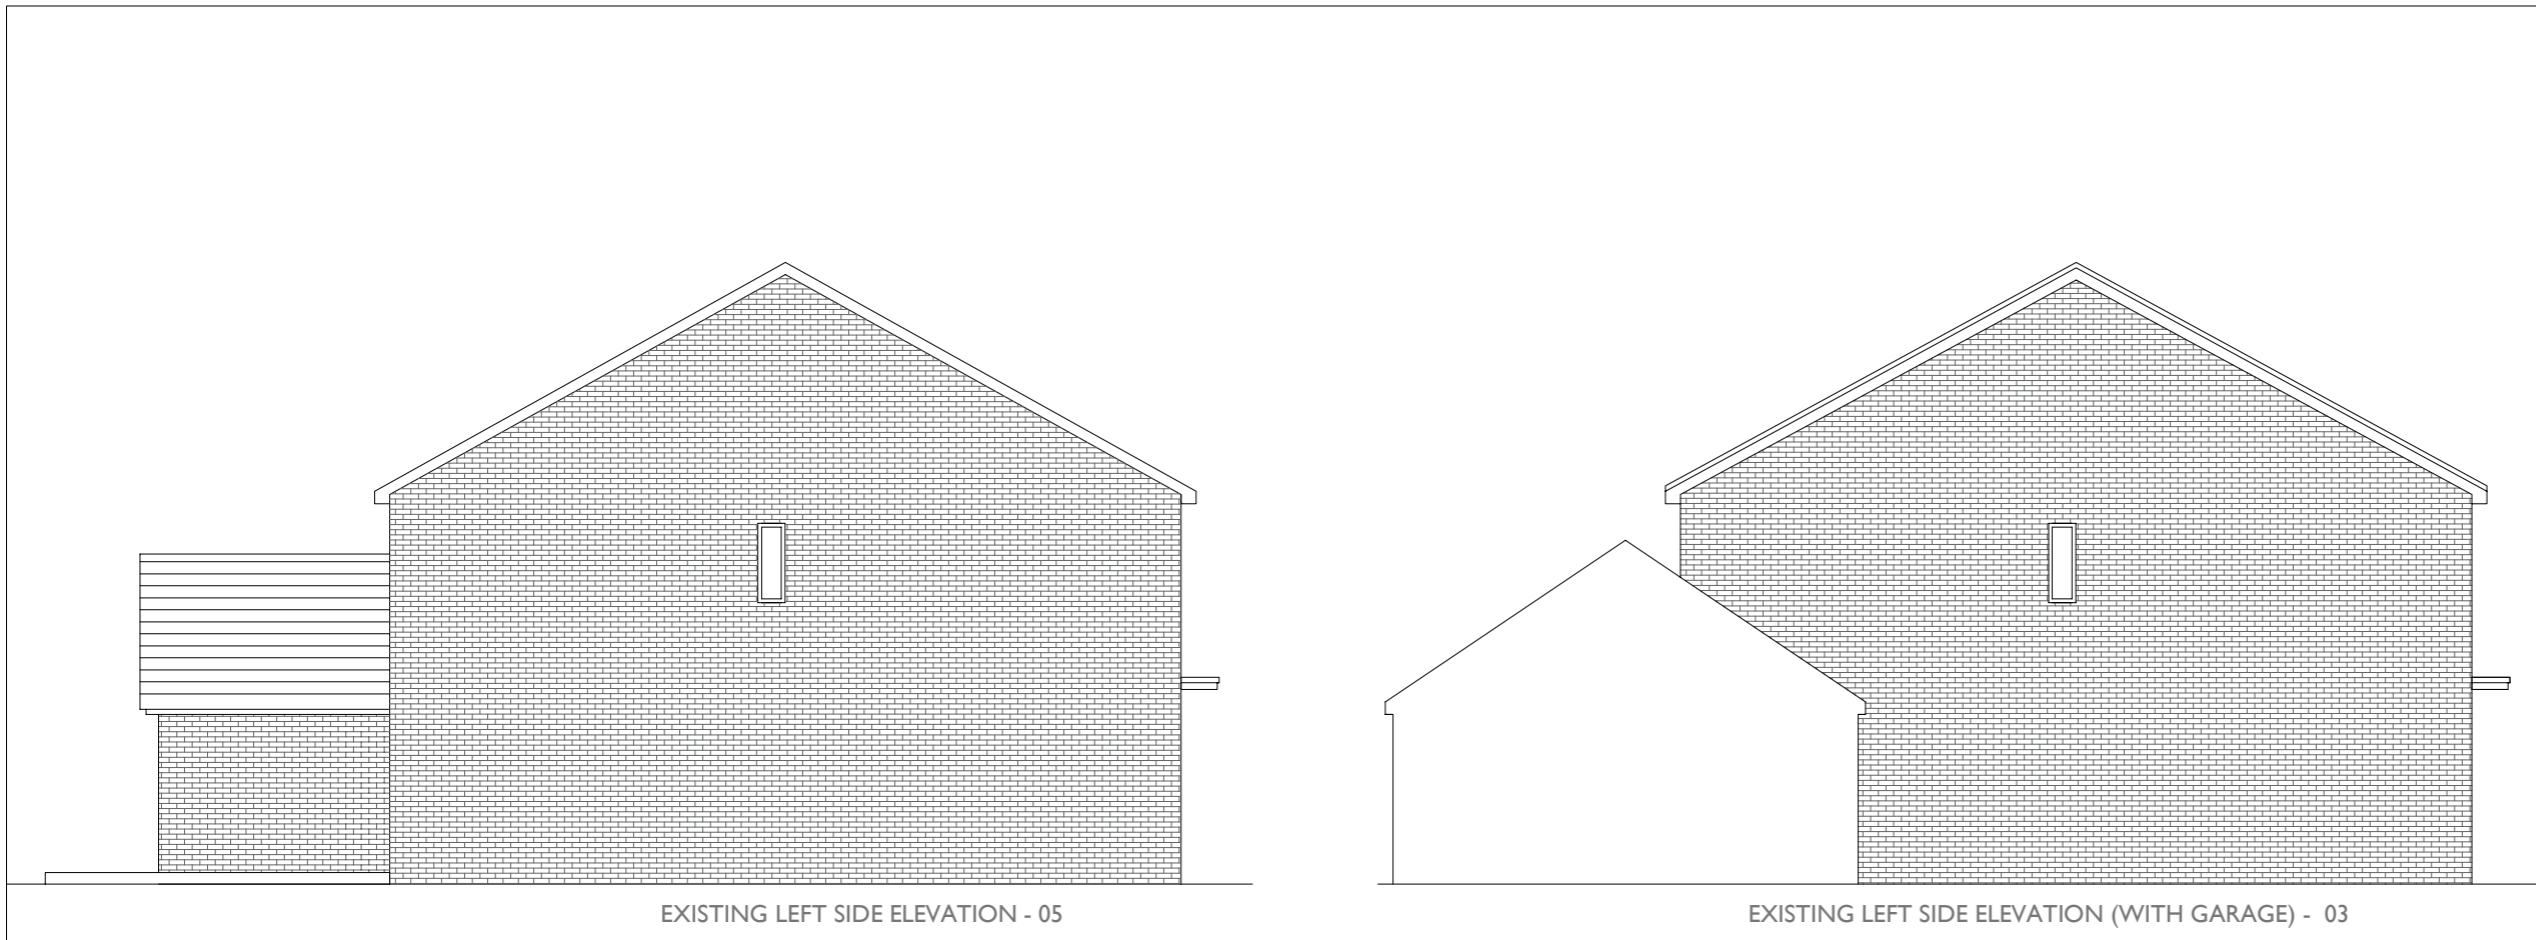 EXISTING LEFT SIDE ELEVATION - 05
EXISTING LEFT SIDE ELEVATION (WITH GARAGE) - 03